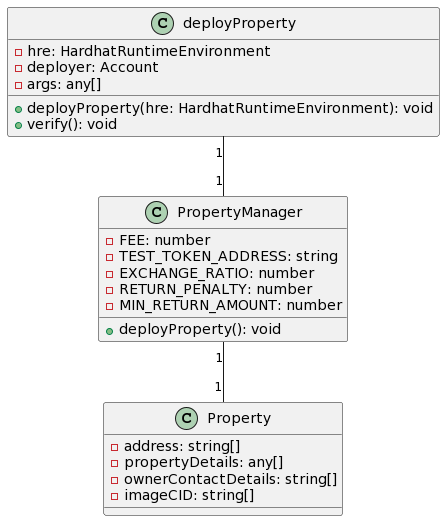 C deployProperty
hre: HardhatRuntimeEnvironment
deployer: Account
args: any[]
deployProperty(hre: HardhatRuntimeEnvironment): void
verify(): void
1
1
C PropertyManager
FEE: number
TEST_TOKEN_ADDRESS: string
EXCHANGE_RATIO: number
RETURN_PENALTY: number
MIN_RETURN_AMOUNT: number
deployProperty(): void
1
1
C Property
address: string[]
propertyDetails: any[]
ownerContactDetails: string[]
imageCID: string[]